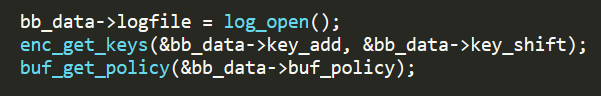 bb_data->logfile = log_open();
enc_get_keys(&bb_data->key_add, &bb_data->key_shift);
buf_get_policy(&bb_data->buf_policy);